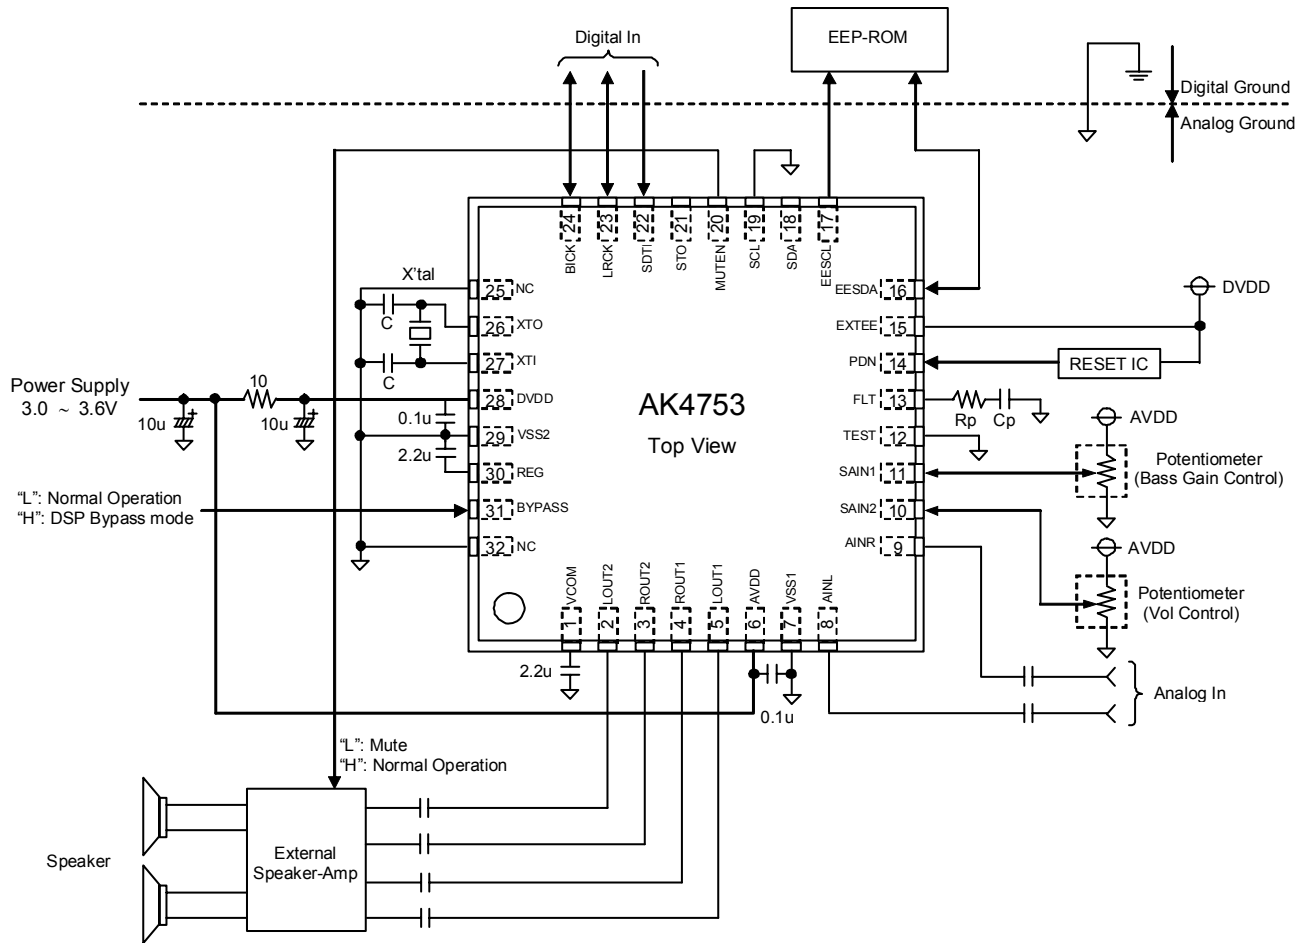 Digital In
EEP-ROM
Digital Ground
Analog Ground
24
23
22
21
20
19
18
17
BICK
LRCK
SDTI
STO
MUTEN
SCL
SDA
EESCL
X'tal
C
C
25 NC
26 XTO
27 XTI
28 DVDD
29 VSS2
30 REG
31 BYPASS
32 NC
EESDA 16
EXTEE 15
PDN 14
FLT 13
TEST 12
SAIN1 11
SAIN2 10
AINR 9
DVDD
RESET IC
Rp
Cp
Power Supply
3.0 ~ 3.6V
10
10u
+
10u
+
0.1u
2.2u
AK4753
Top View
AVDD
Potentiometer
(Bass Gain Control)
"L": Normal Operation
"H": DSP Bypass mode
AVDD
Potentiometer
(Vol Control)
VCOM
LOUT2
ROUT2
ROUT1
LOUT1
AVDD
VSS1
AINL
1
2
3
4
5
6
7
8
2.2u
0.1u
Analog In
"L": Mute
"H": Normal Operation
Speaker
External
Speaker-Amp